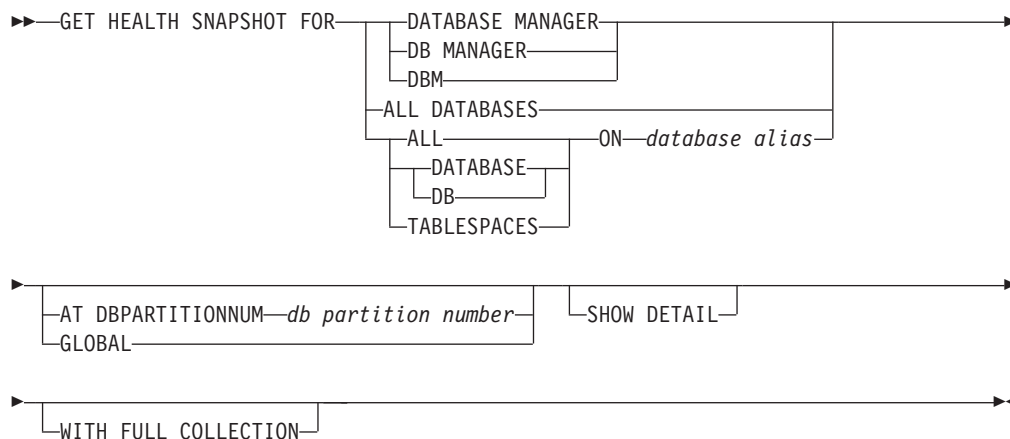 GET HEALTH SNAPSHOT FOR DATABASE MANAGER
DB MANAGER
DBM
ALL DATABASES
ALL ON database alias
DATABASE
DB
TABLESPACES
AT DBPARTITIONNUM db partition number SHOW DETAIL
GLOBAL
WITH FULL COLLECTION